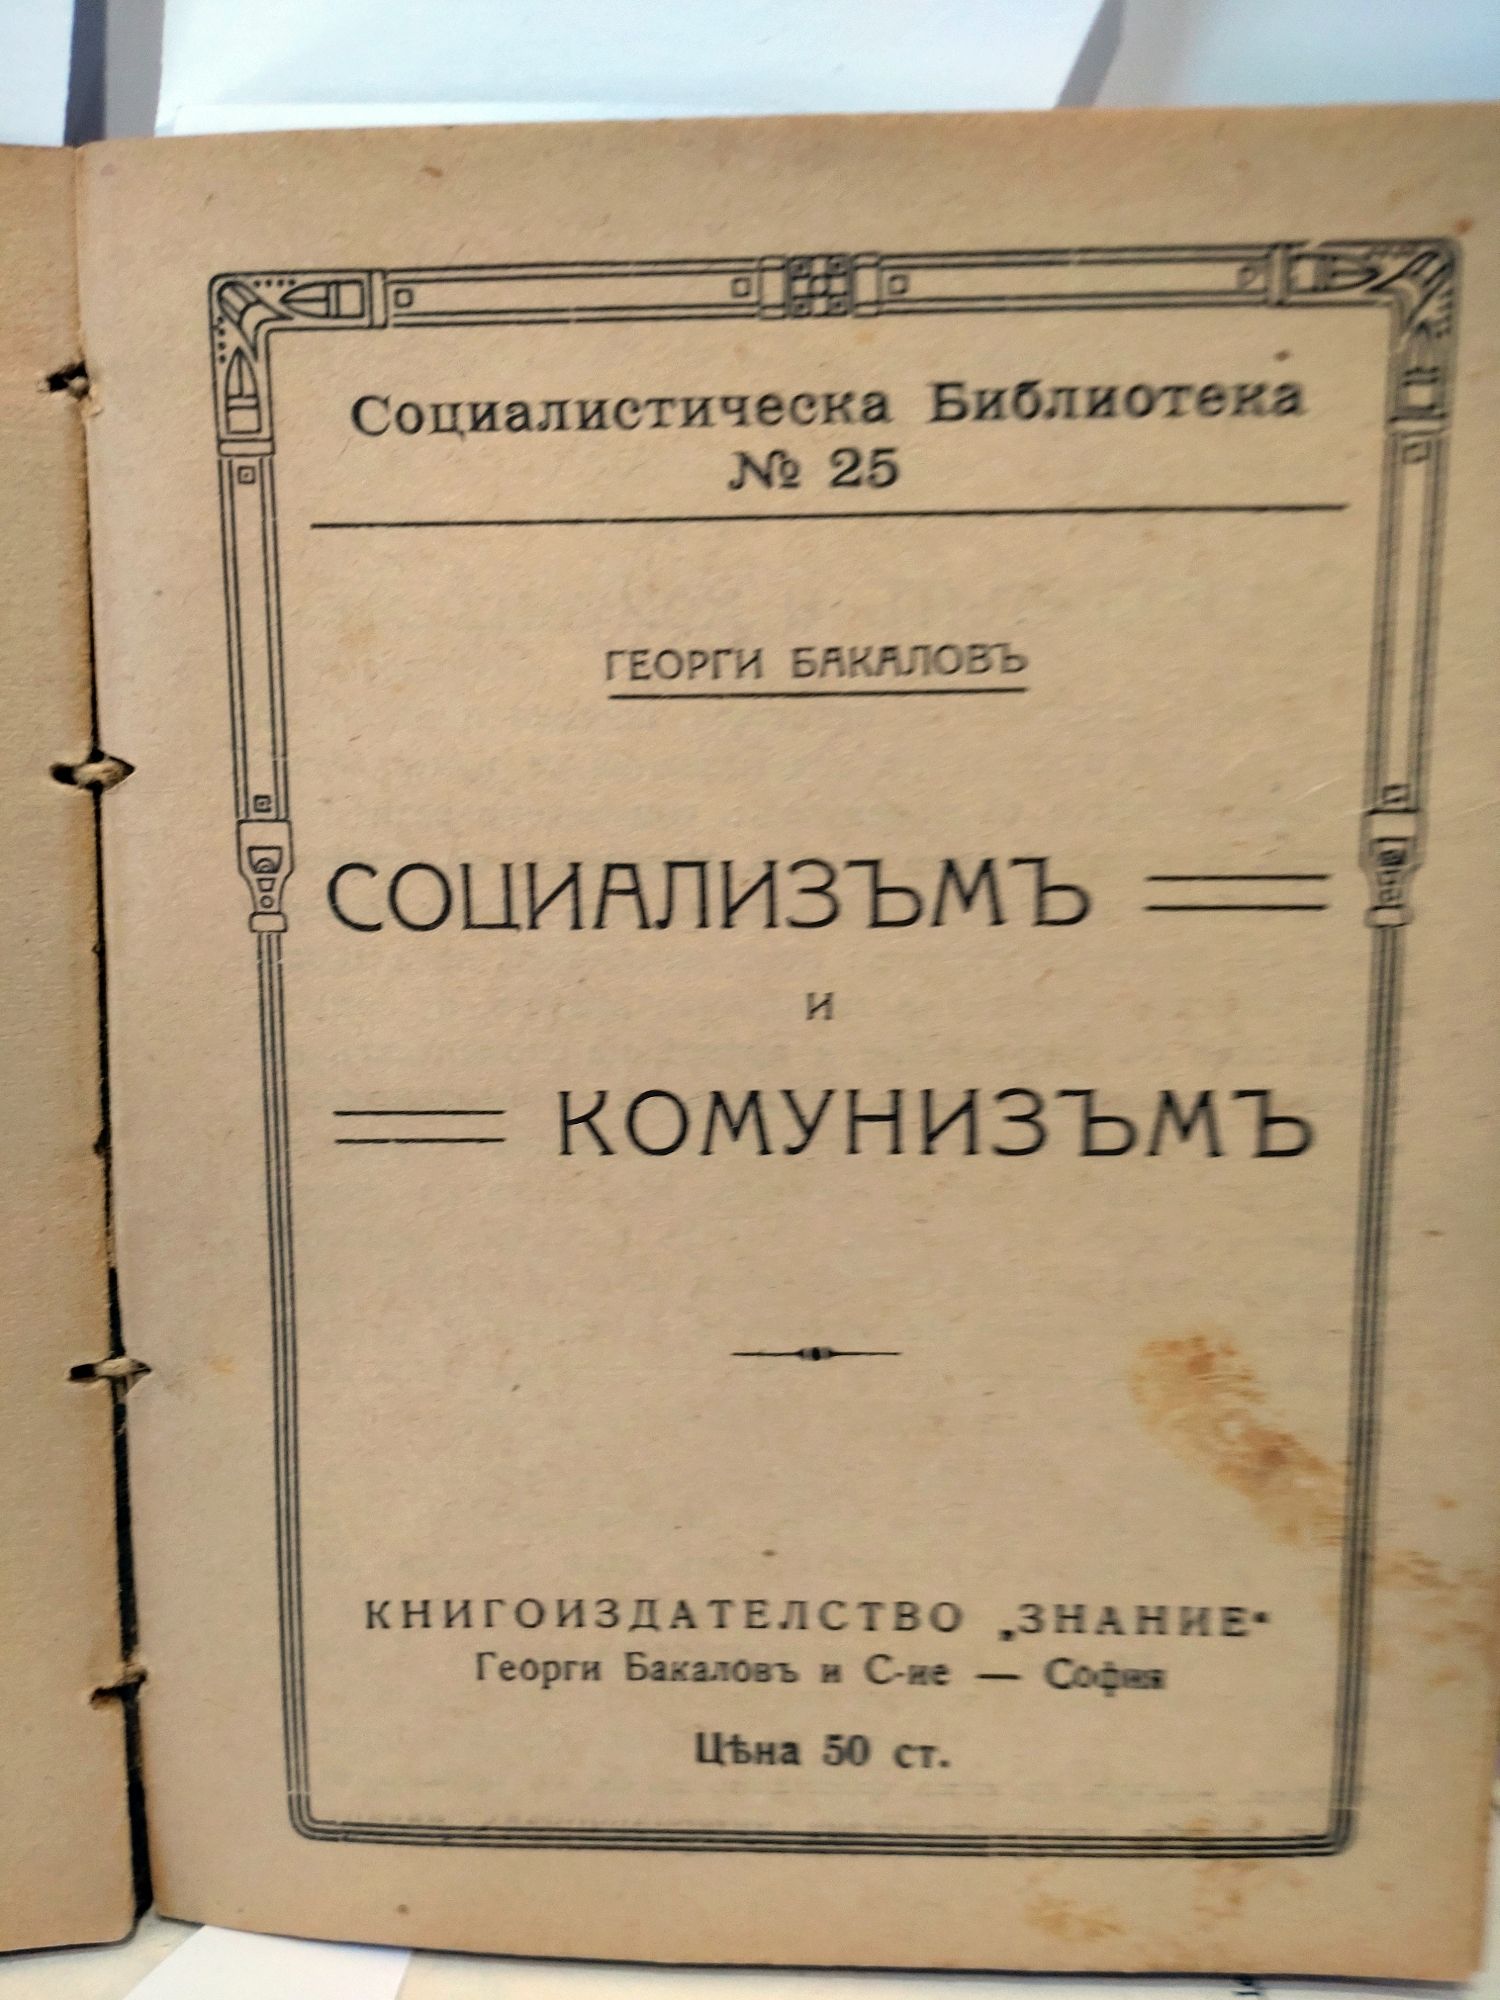 Социалистическа Библиотека
№ 25
ГЕОРГИ БАКАЛОВЪ
СОЦИАЛИЗЪМЪ
И
КОМУНИЗЪМЪ
КНИГОИЗДАТЕЛСТВО „ЗНАНИЕ“
Георги Бакаловъ и С-ие — София
Цѣна 50 ст.